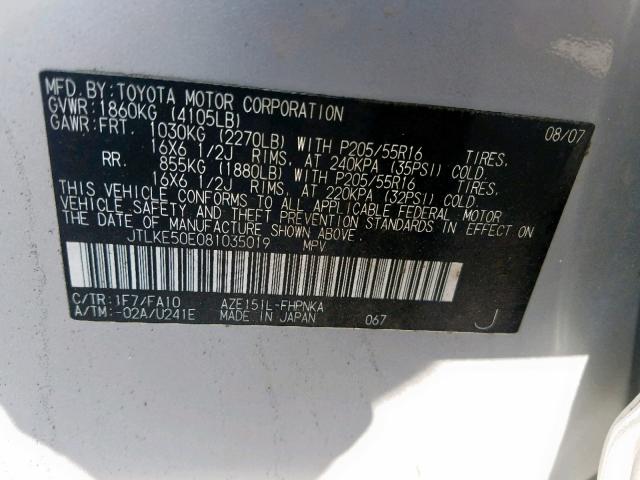 MFD. BY: TOYOTA MOTOR CORPORATION 08/07
GVWR: 1860KG (4105LB)
GAWR: FRT. 1030KG (2270LB) WITH P205/55R16 TIRES,
16X6 1/2J RIMS, AT 240KPA (35PSI) COLD.
RR. 855KG (1880LB) WITH P205/55R16 TIRES,
16X6 1/2J RIMS, AT 220KPA (32PSI) COLD.
THIS VEHICLE CONFORMS TO ALL APPLICABLE FEDERAL MOTOR
VEHICLE SAFETY AND THEFT PREVENTION STANDARDS IN EFFECT
ON THE DATE OF MANUFACTURE SHOWN ABOVE.
JTLKE50E081035019 MPV
C/TR: 1F7/FA10 AZE151L-FHPNKA
A/TM: -02A/U241E MADE IN JAPAN 067 J